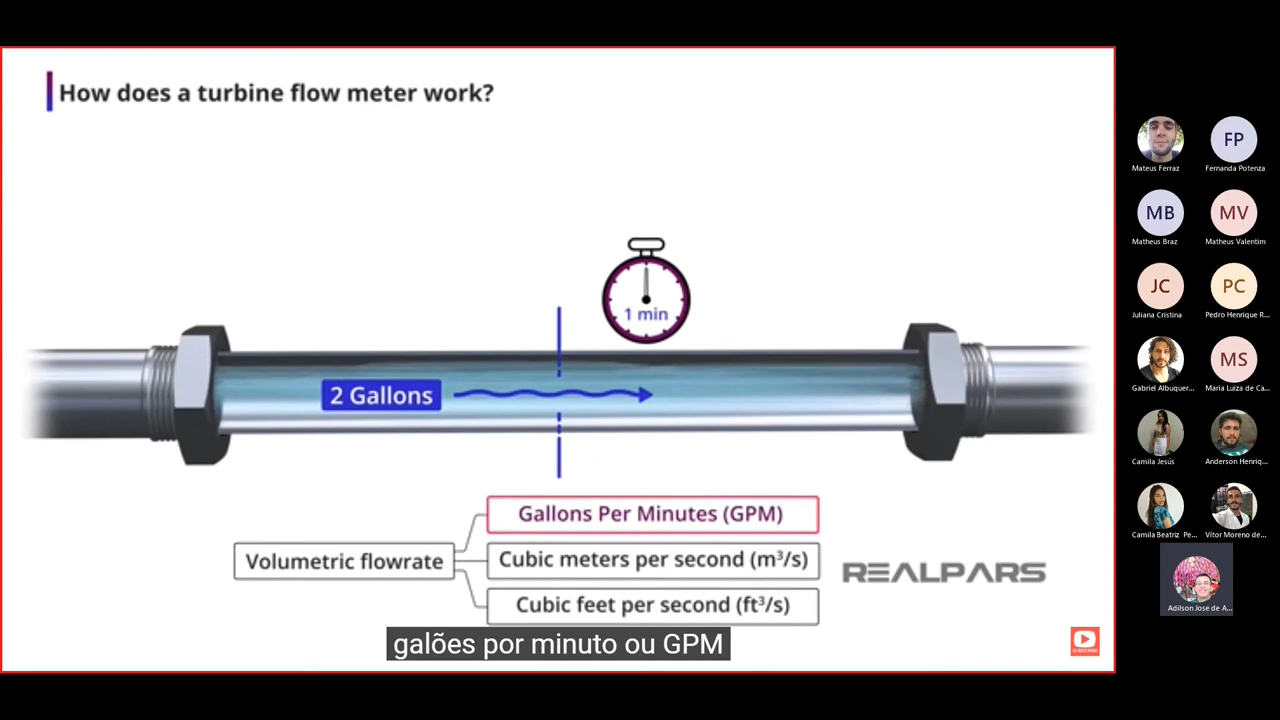 How does a turbine flow meter work?
1 min
2 Gallons
Volumetric flowrate
Gallons Per Minutes (GPM)
Cubic meters per second (m³/s)
Cubic feet per second (ft³/s)
REALPARS
galões por minuto ou GPM
Mateus Ferraz
FP
Fernanda Potenza
MB
Matheus Braz
MV
Matheus Valentim
JC
Juliana Cristina
PC
Pedro Henrique R...
Gabriel Albuquer...
MS
Maria Luiza de Ca...
Camila Jesús
Anderson Henriq...
Camila Beatriz Pe...
Vítor Moreno de...
Adilson Jose de A...